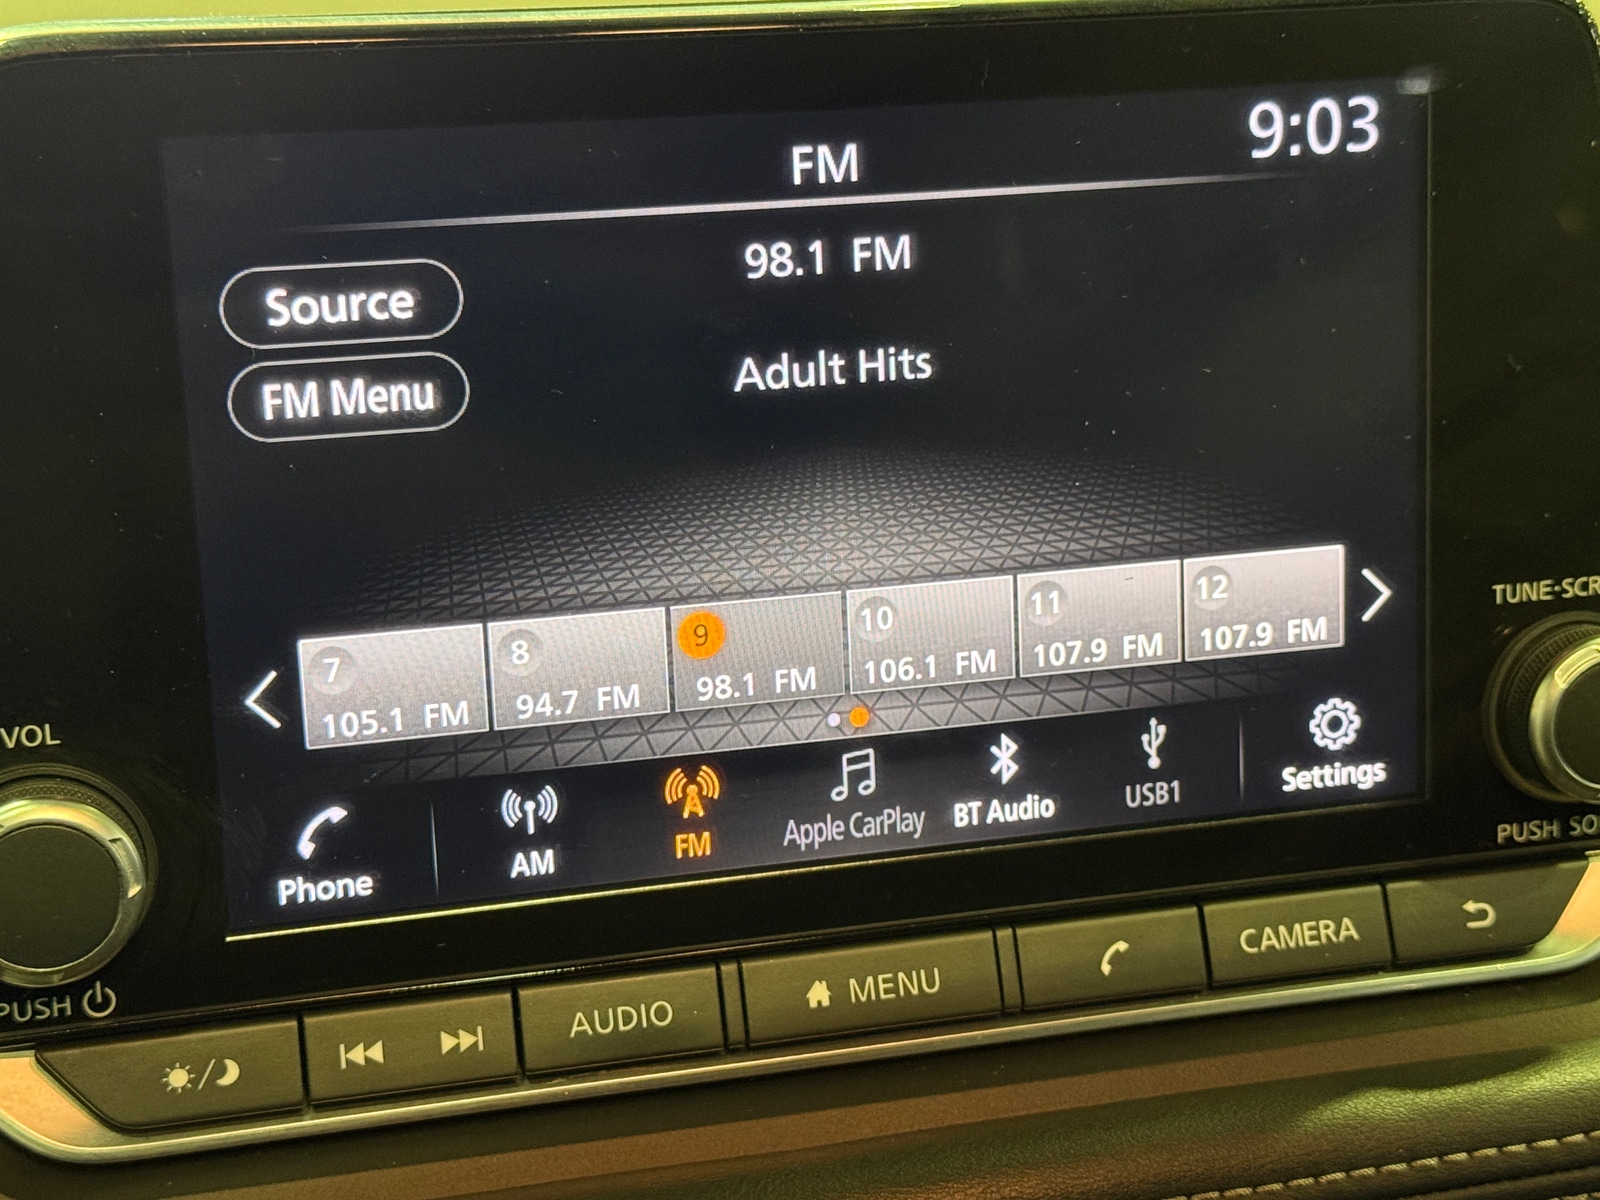 9:03
FM
98.1 FM
Source
Adult Hits
FM Menu
7
105.1 FM
8
94.7 FM
9
98.1 FM
10
106.1 FM
11
107.9 FM
12
107.9 FM
Phone
AM
FM
Apple CarPlay
BT Audio
USB1
Settings
VOL
PUSH
TUNE·SCR
PUSH SO
AUDIO
MENU
CAMERA